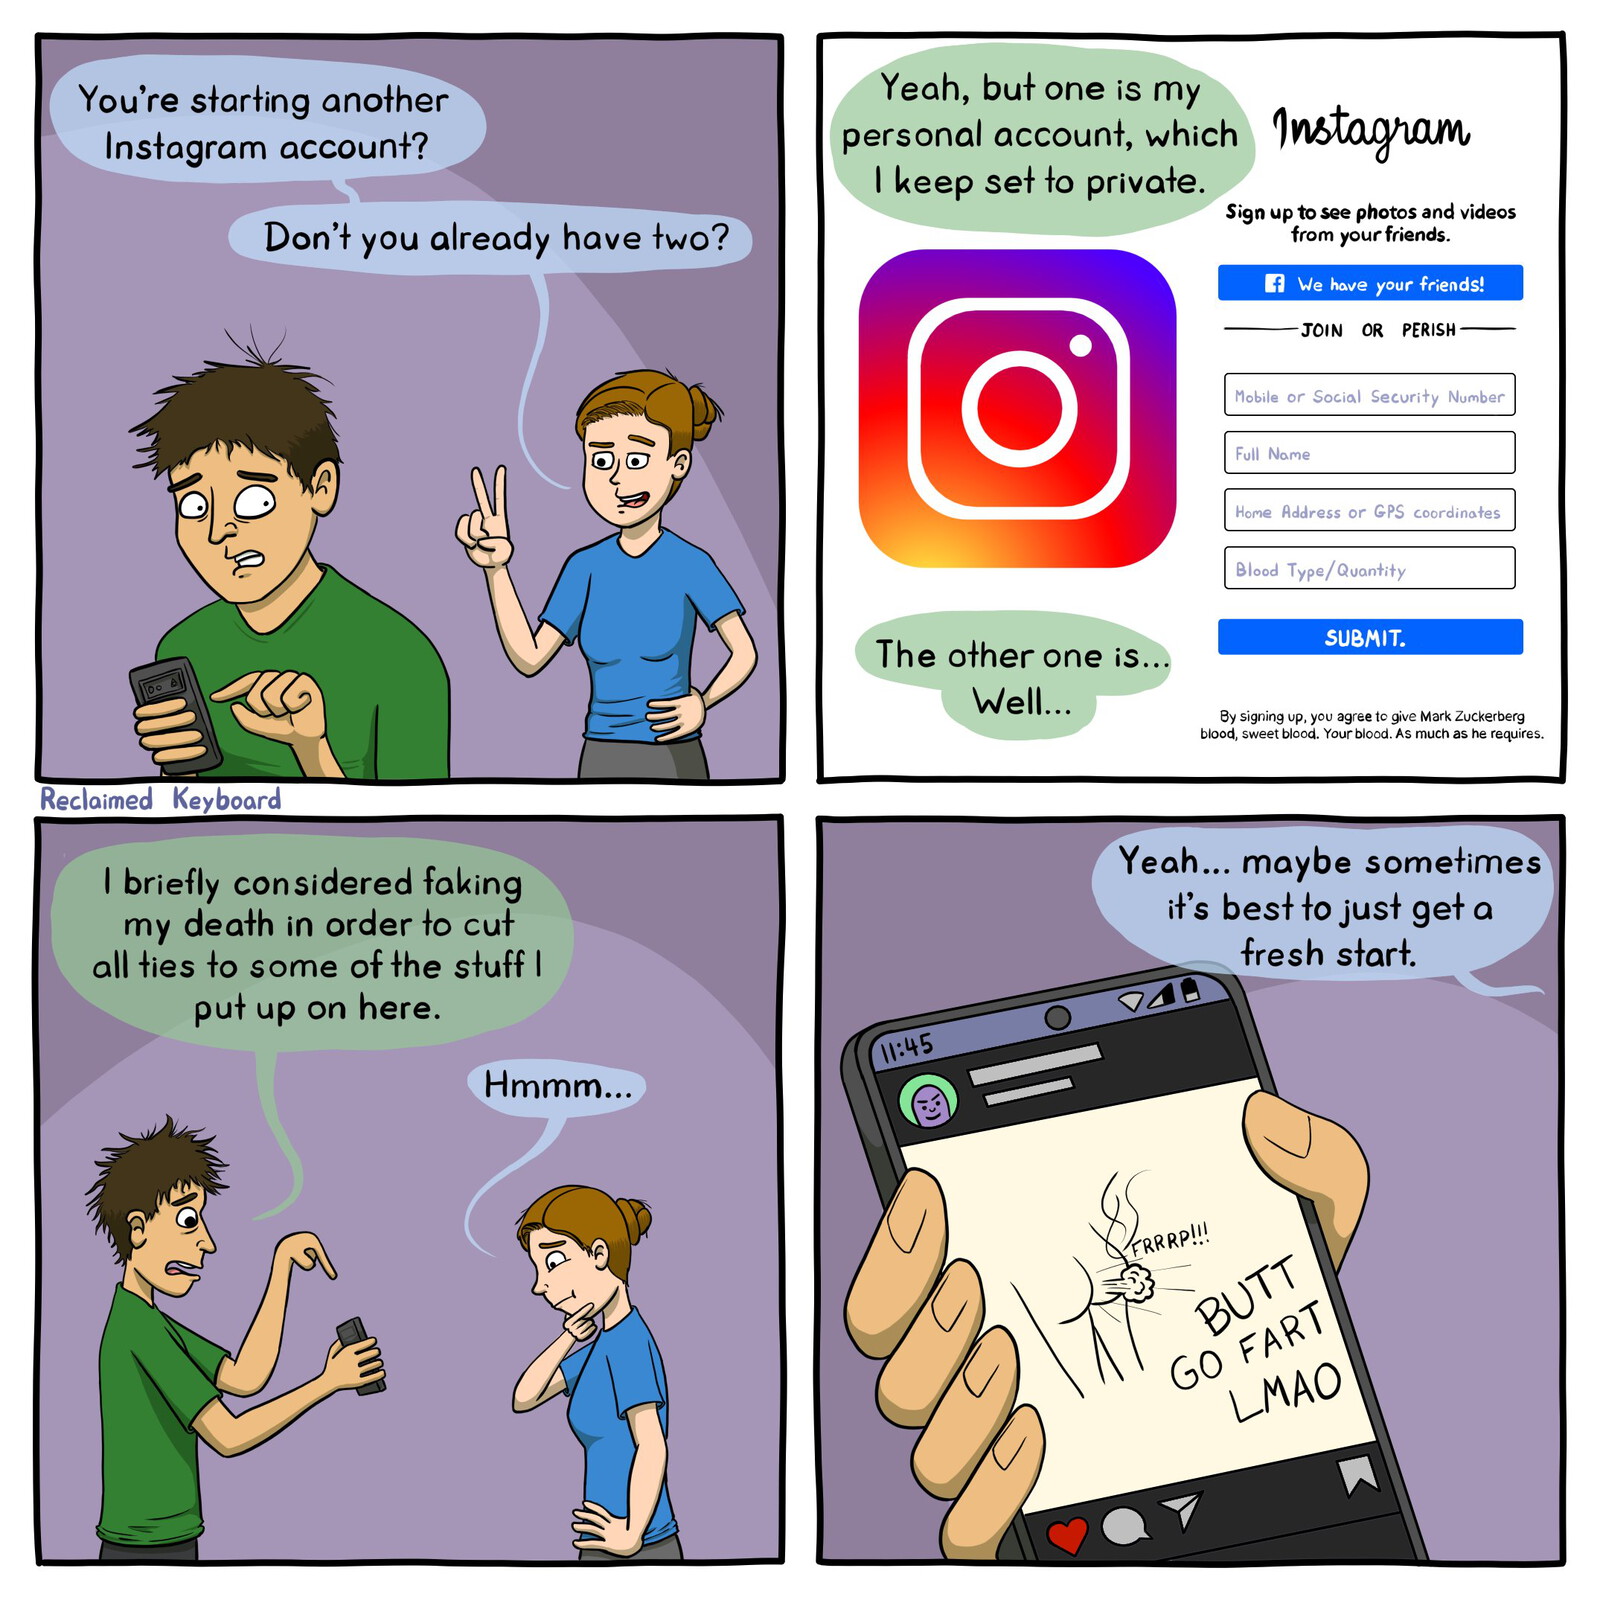 You're starting another
Instagram account?
Don't you already have two?
Yeah, but one is my
personal account, which
I keep set to private.
Instagram
Sign up to see photos and videos
from your friends.
We have your friends!
JOIN OR PERISH
Mobile or Social Security Number
Full Name
Home Address or GPS coordinates
Blood Type/Quantity
SUBMIT.
The other one is...
Well...
By signing up, you agree to give Mark Zuckerberg
blood, sweet blood. Your blood. As much as he requires.
Reclaimed Keyboard
I briefly considered faking
my death in order to cut
all ties to some of the stuff I
put up on here.
Hmmm...
Yeah... maybe sometimes
it's best to just get a
fresh start.
11:45
FRRRP!!!
BUTT
GO FART
LMAO